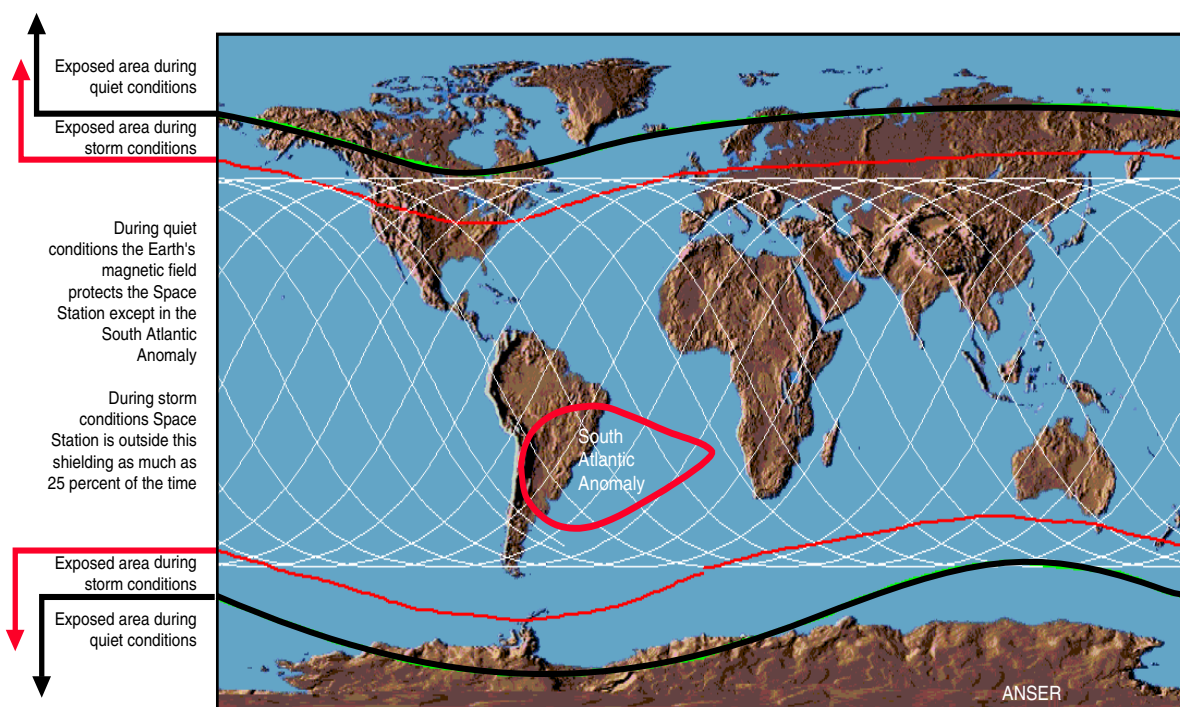 Exposed area during
quiet conditions
Exposed area during
storm conditions
During quiet
conditions the Earth's
magnetic field
protects the Space
Station except in the
South Atlantic
Anomaly
During storm
conditions Space
Station is outside this
shielding as much as
25 percent of the time
Exposed area during
storm conditions
Exposed area during
quiet conditions
South
Atlantic
Anomaly
ANSER